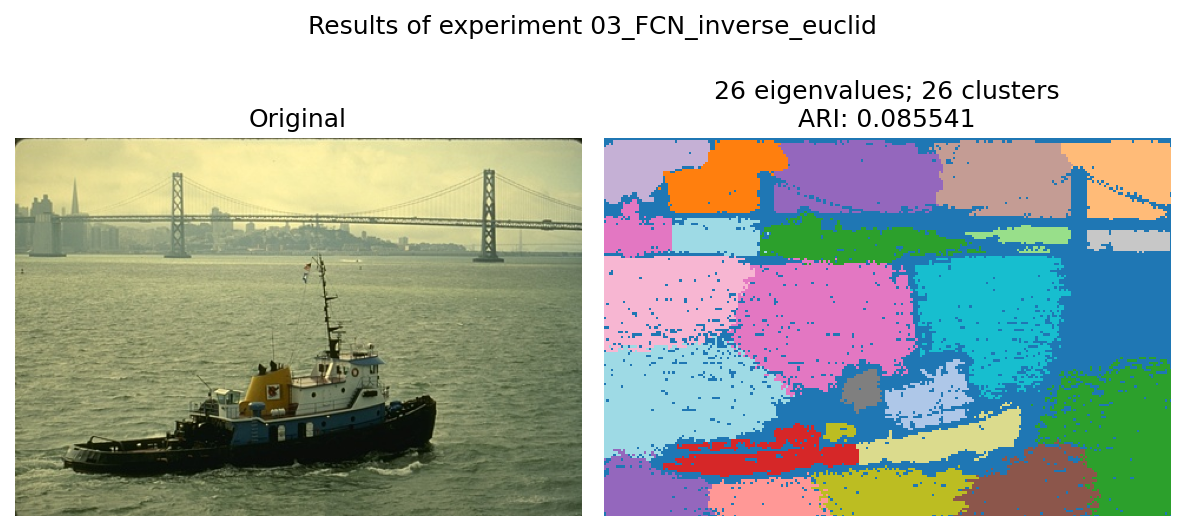 Results of experiment 03_FCN_inverse_euclid
Original
26 eigenvalues; 26 clusters
ARI: 0.085541